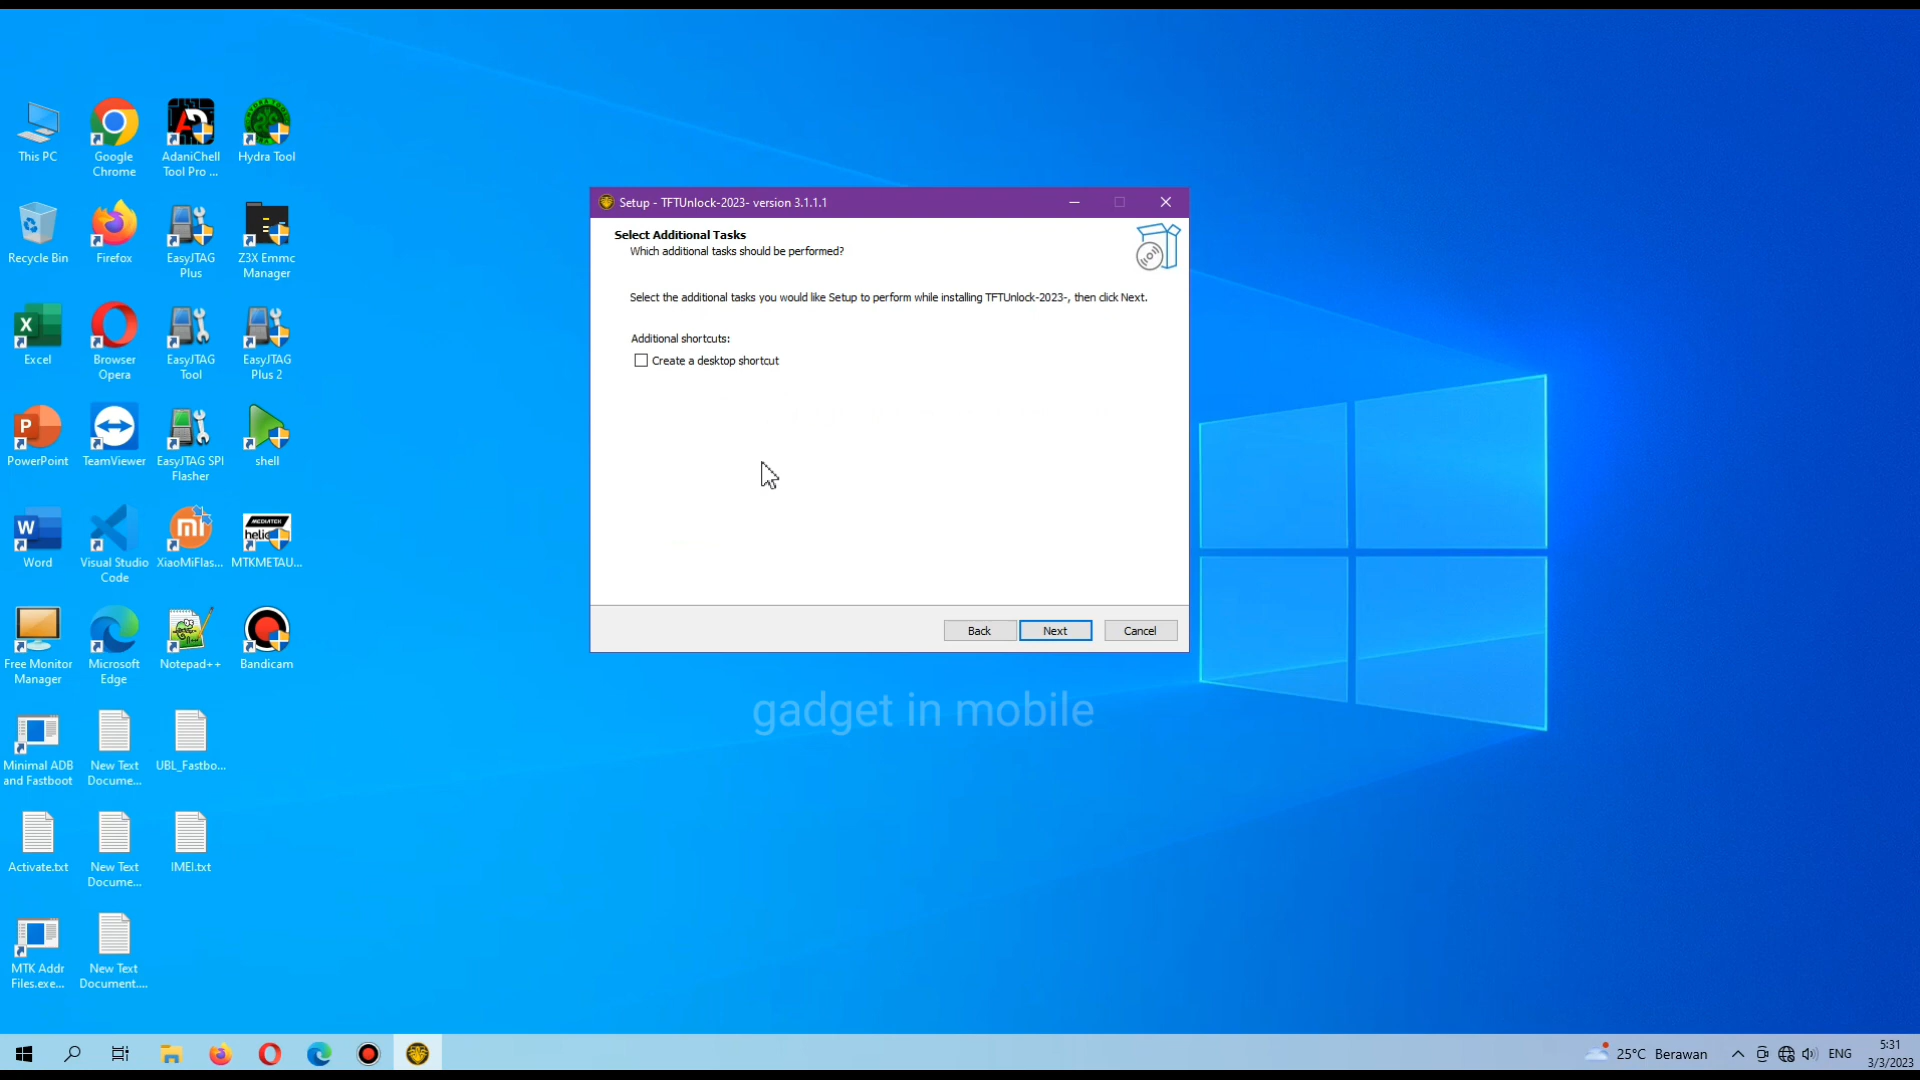 This PC
Google
Chrome
AdaniChell
Tool Pro ...
Hydra Tool
Recycle Bin
Firefox
EasyJTAG
Plus
Z3X Emmc
Manager
Excel
Browser
Opera
EasyJTAG
Tool
EasyJTAG
Plus 2
PowerPoint
TeamViewer
EasyJTAG SPI
Flasher
shell
Word
Visual Studio
Code
XiaoMiFlas...
MEDIATEK
MTKMETAU...
Free Monitor
Manager
Microsoft
Edge
Notepad++
Bandicam
Minimal ADB
and Fastboot
New Text
Docume...
UBL_Fastbo...
Activate.txt
New Text
Docume...
IMEI.txt
MTK Addr
Files.exe...
New Text
Document....
Setup - TFTUnlock-2023- version 3.1.1.1
Select Additional Tasks
Which additional tasks should be performed?
Select the additional tasks you would like Setup to perform while installing TFTUnlock-2023-, then click Next.
Additional shortcuts:
Create a desktop shortcut
Back
Next
Cancel
gadget in mobile
25°C Berawan
ENG
5:31
3/3/2023